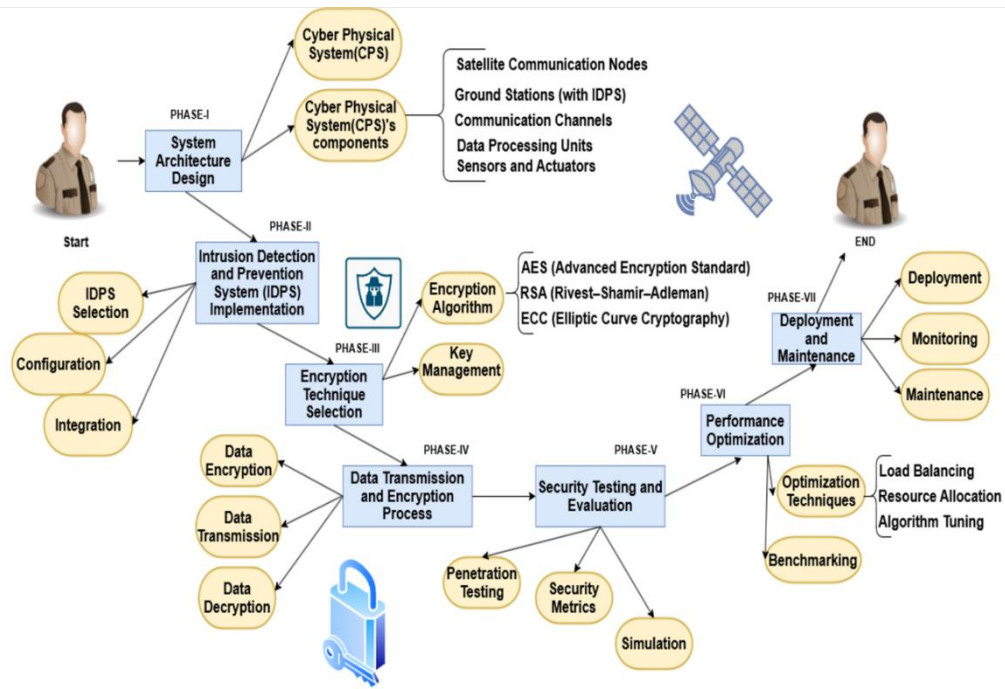 Cyber Physical
System(CPS)
Satellite Communication Nodes
Ground Stations (with IDPS)
Communication Channels
Data Processing Units
Sensors and Actuators
Cyber Physical
System(CPS)'s
components
PHASE-I
System
Architecture
Design
Start
PHASE-II
Intrusion Detection
and Prevention
System (IDPS)
Implementation
IDPS
Selection
Configuration
Integration
Encryption
Algorithm
AES (Advanced Encryption Standard)
RSA (Rivest–Shamir–Adleman)
ECC (Elliptic Curve Cryptography)
Key
Management
PHASE-III
Encryption
Technique
Selection
PHASE-IV
Data Transmission
and Encryption
Process
Data
Encryption
Data
Transmission
Data
Decryption
PHASE-V
Security Testing and
Evaluation
Penetration
Testing
Security
Metrics
Simulation
PHASE-VI
Performance
Optimization
Optimization
Techniques
Load Balancing
Resource Allocation
Algorithm Tuning
Benchmarking
PHASE-VII
Deployment
and
Maintenance
Deployment
Monitoring
Maintenance
END